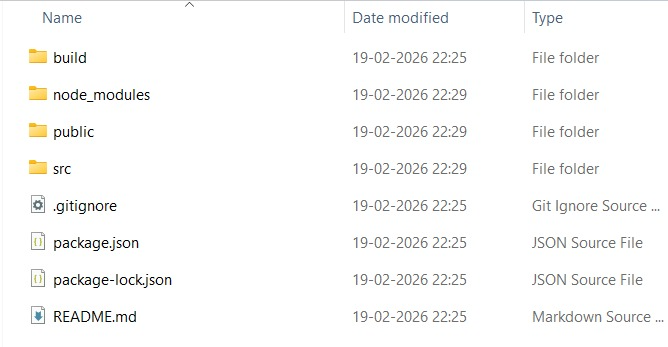 Name Date modified Type
build 19-02-2026 22:25 File folder
node_modules 19-02-2026 22:29 File folder
public 19-02-2026 22:29 File folder
src 19-02-2026 22:29 File folder
.gitignore 19-02-2026 22:25 Git Ignore Source ...
package.json 19-02-2026 22:25 JSON Source File
package-lock.json 19-02-2026 22:25 JSON Source File
README.md 19-02-2026 22:25 Markdown Source ...